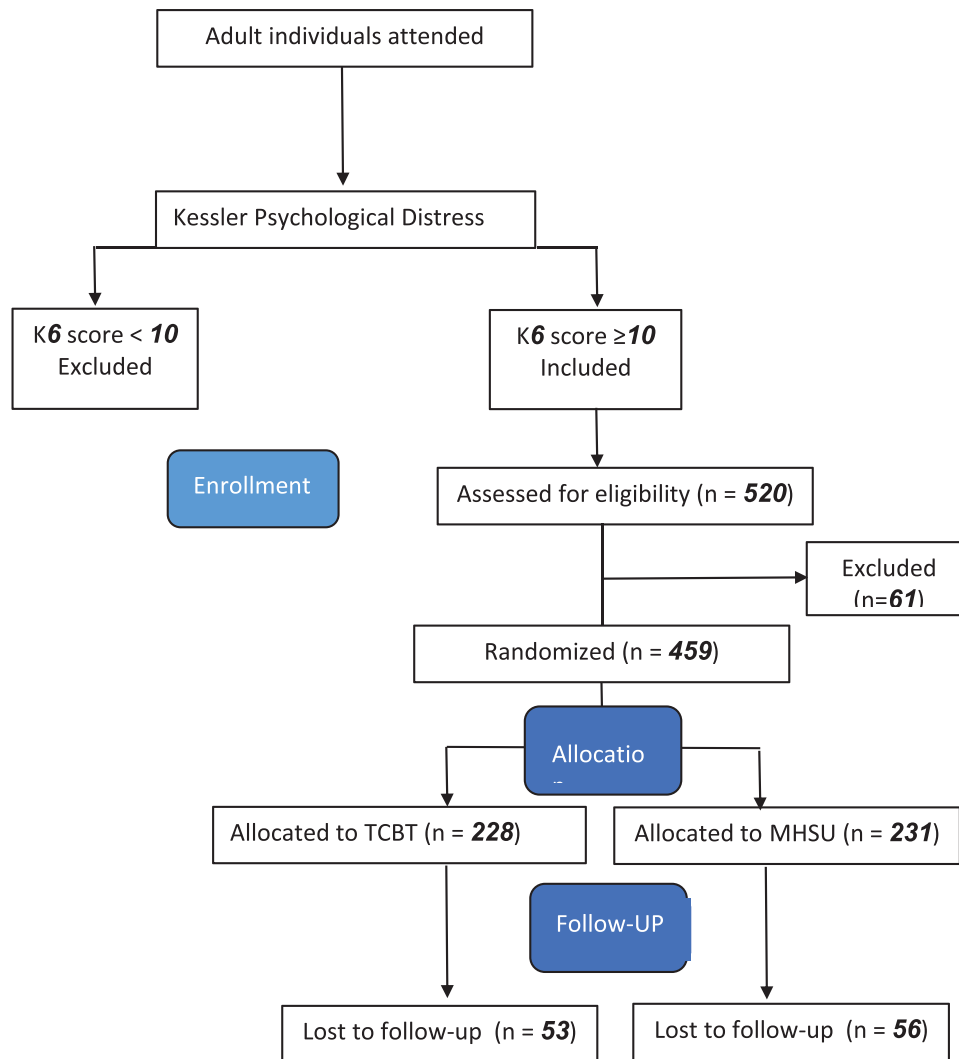 Adult individuals attended
Kessler Psychological Distress
K6 score < 10
Excluded
K6 score ≥10
Included
Enrollment
Assessed for eligibility (n = 520)
Excluded
(n=61)
Randomized (n = 459)
Allocatio
Allocated to TCBT (n = 228)
Allocated to MHSU (n = 231)
Follow-UP
Lost to follow-up (n = 53)
Lost to follow-up (n = 56)